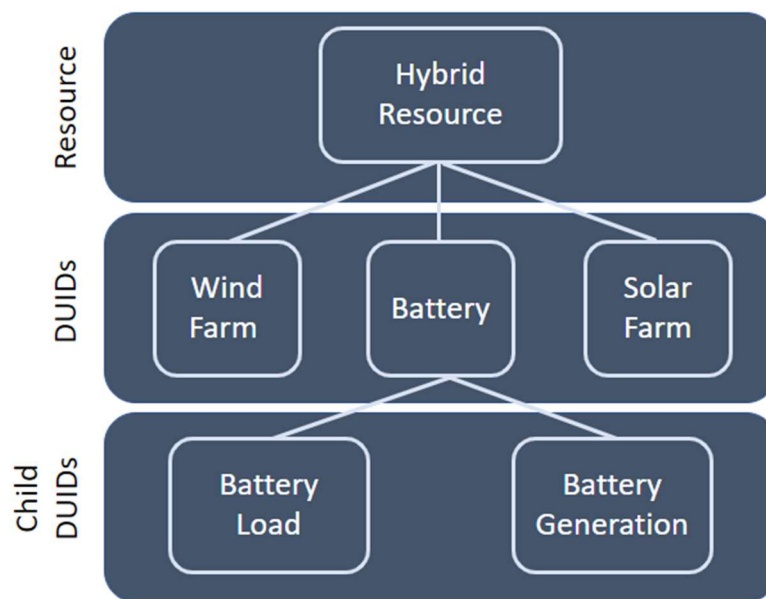 Resource
Hybrid
Resource
DUIDs
Wind
Farm
Battery
Solar
Farm
Child
DUIDs
Battery
Load
Battery
Generation